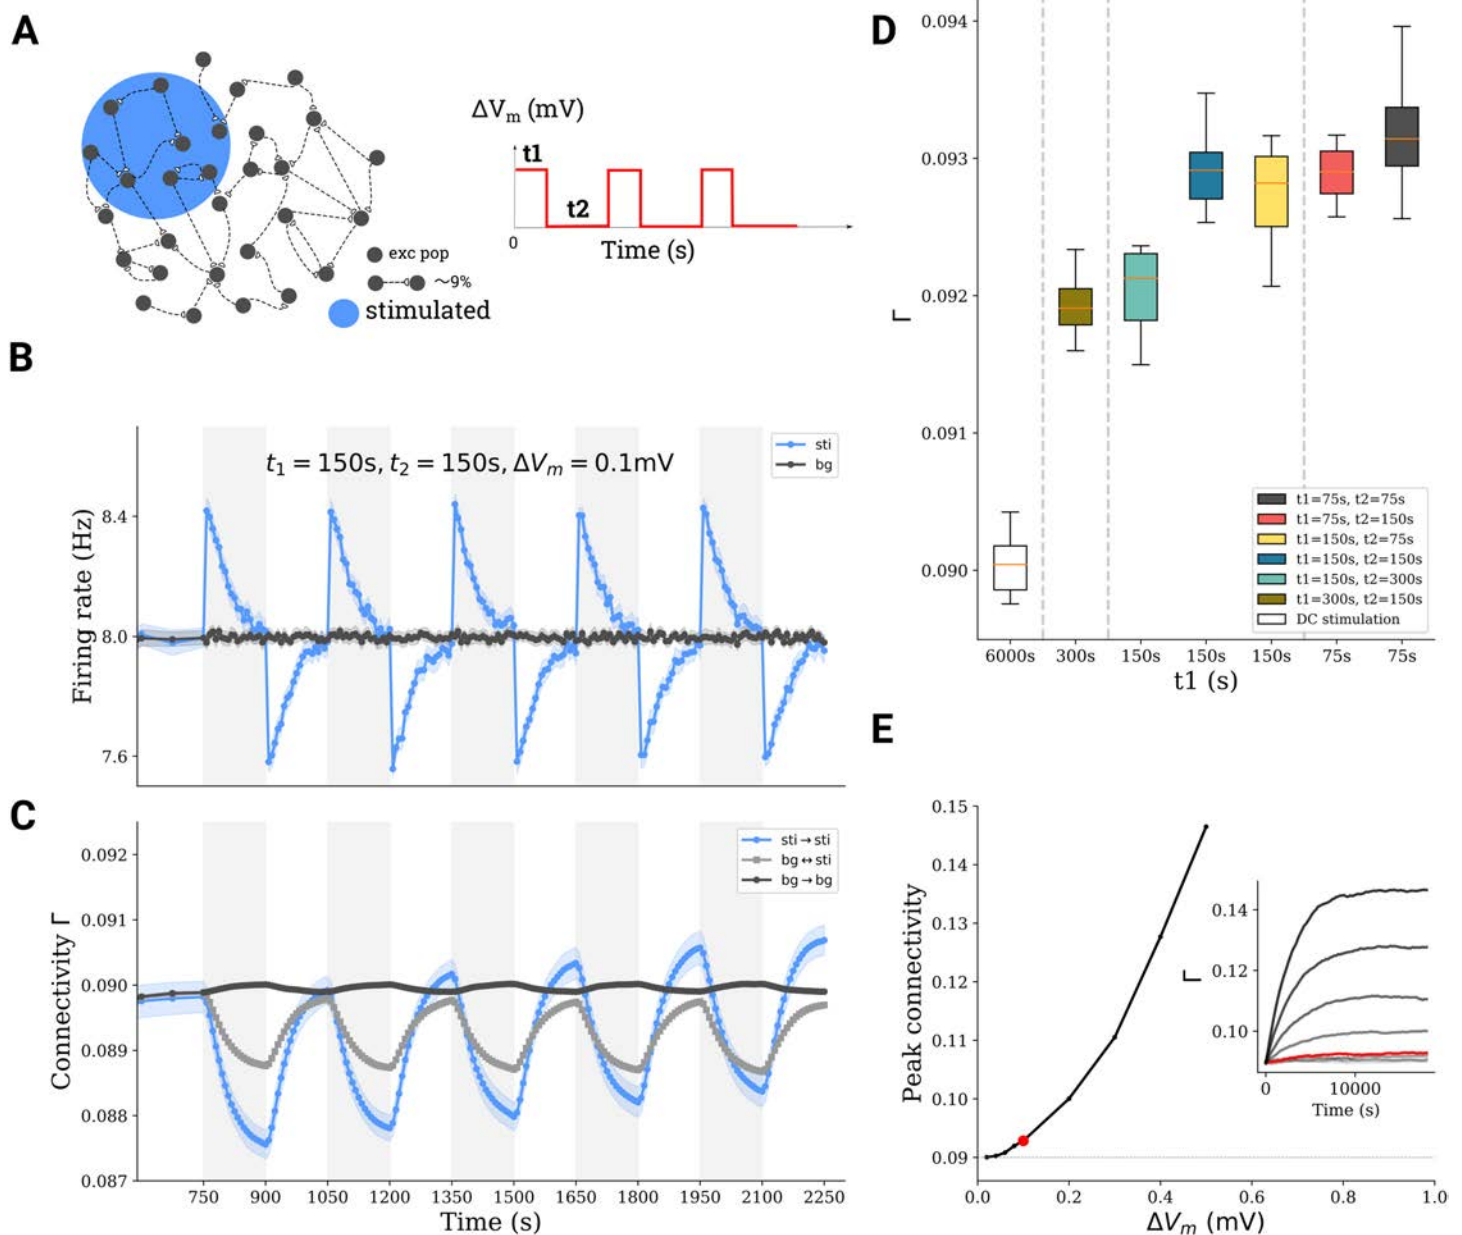 A
ΔVm (mV)
t1
t2
0
Time (s)
exc pop
~9%
stimulated
B
t1 = 150s, t2 = 150s, ΔVm = 0.1mV
sti
bg
Firing rate (Hz)
8.4
8.0
7.6
C
sti→sti
bg↔sti
bg→bg
Connectivity Γ
0.092
0.091
0.090
0.089
0.088
0.087
750 900 1050 1200 1350 1500 1650 1800 1950 2100 2250
Time (s)
D
0.094
0.093
0.092
0.091
0.090
Γ
t1=75s, t2=75s
t1=75s, t2=150s
t1=150s, t2=75s
t1=150s, t2=150s
t1=150s, t2=300s
t1=300s, t2=150s
DC stimulation
6000s 300s 150s 150s 150s 75s 75s
t1 (s)
E
Peak connectivity
0.15
0.14
0.13
0.12
0.11
0.10
0.09
0.0 0.2 0.4 0.6 0.8 1.0
ΔVm (mV)
Γ
0.14
0.12
0.10
0 10000
Time (s)